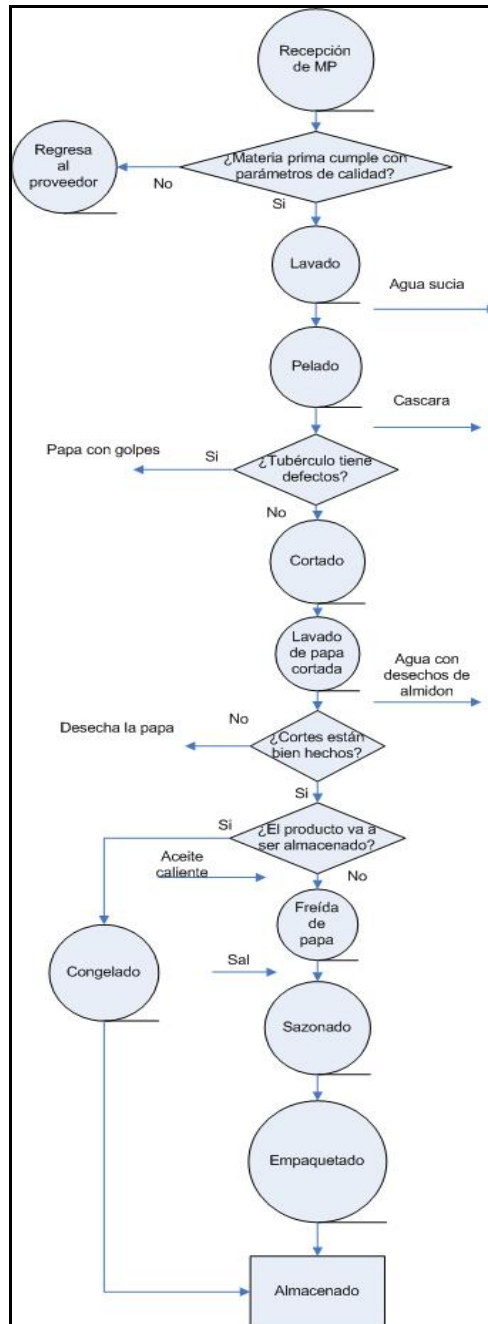 Recepción
de MP
¿Materia prima cumple con
parámetros de calidad?
Regresa
al
proveedor
No
Si
Lavado
Agua sucia
Pelado
Cascara
¿Tubérculo tiene
defectos?
Si
Papa con golpes
No
Cortado
Lavado
de papa
cortada
Agua con
desechos de
almidon
¿Cortes están
bien hechos?
No
Desecha la papa
Si
¿El producto va a
ser almacenado?
Si
Aceite
caliente
No
Freída
de
papa
Congelado
Sal
Sazonado
Empaquetado
Almacenado